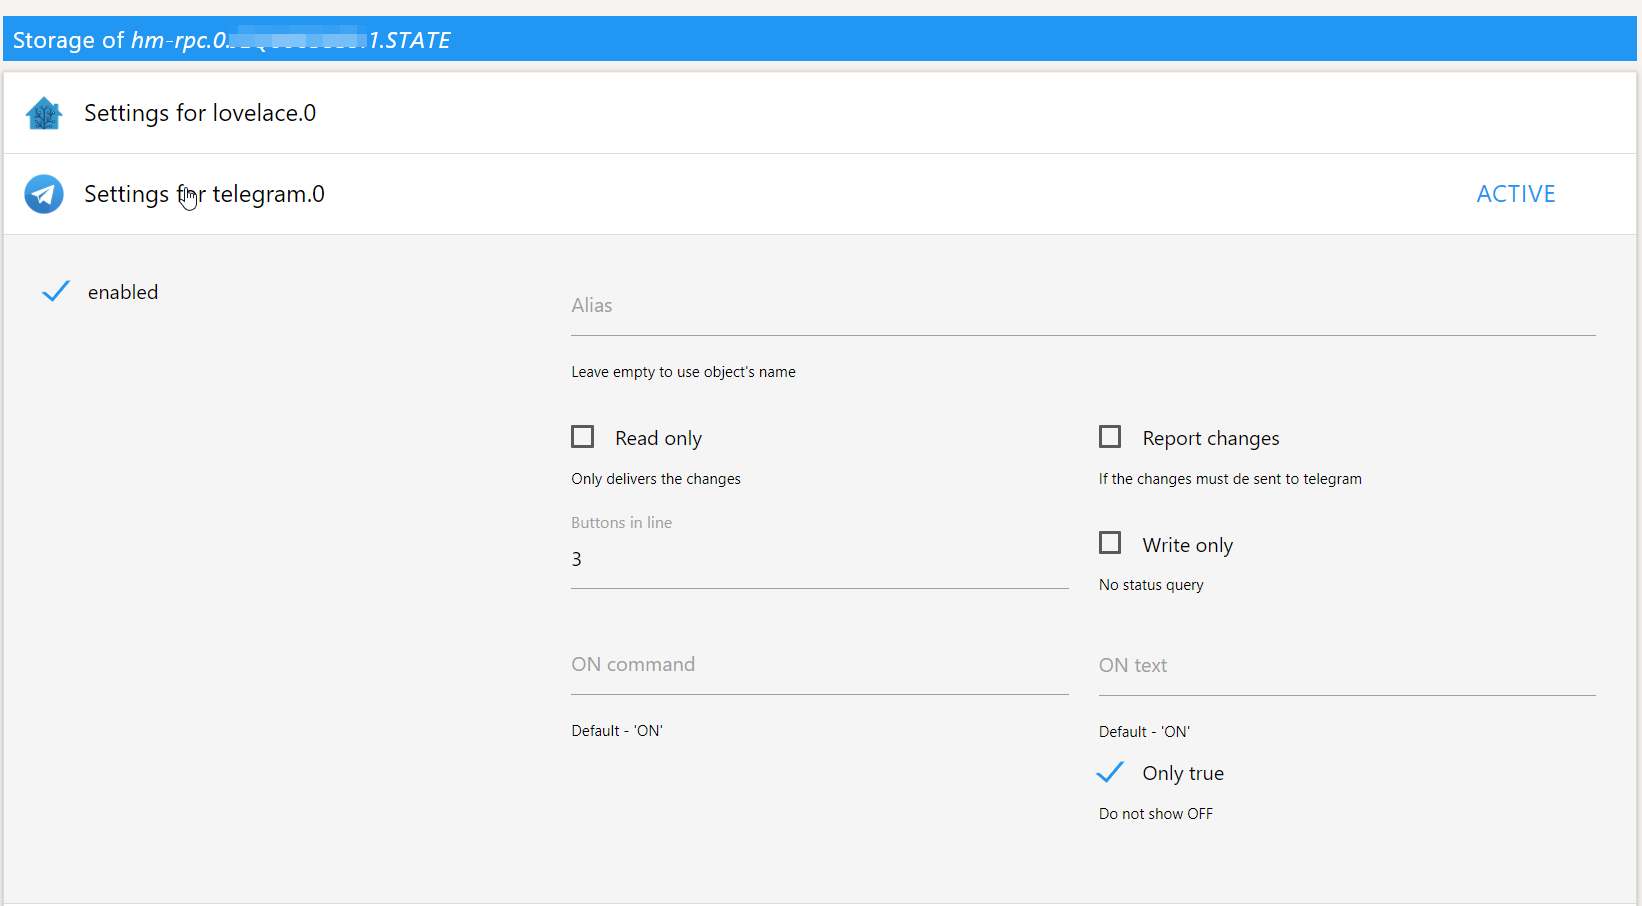 Storage of hm-rpc.0. 1.STATE
Settings for lovelace.0
Settings for telegram.0
ACTIVE
enabled
Alias
Leave empty to use object's name
Read only
Report changes
Only delivers the changes
If the changes must de sent to telegram
Buttons in line
3
Write only
No status query
ON command
ON text
Default - 'ON'
Default - 'ON'
Only true
Do not show OFF